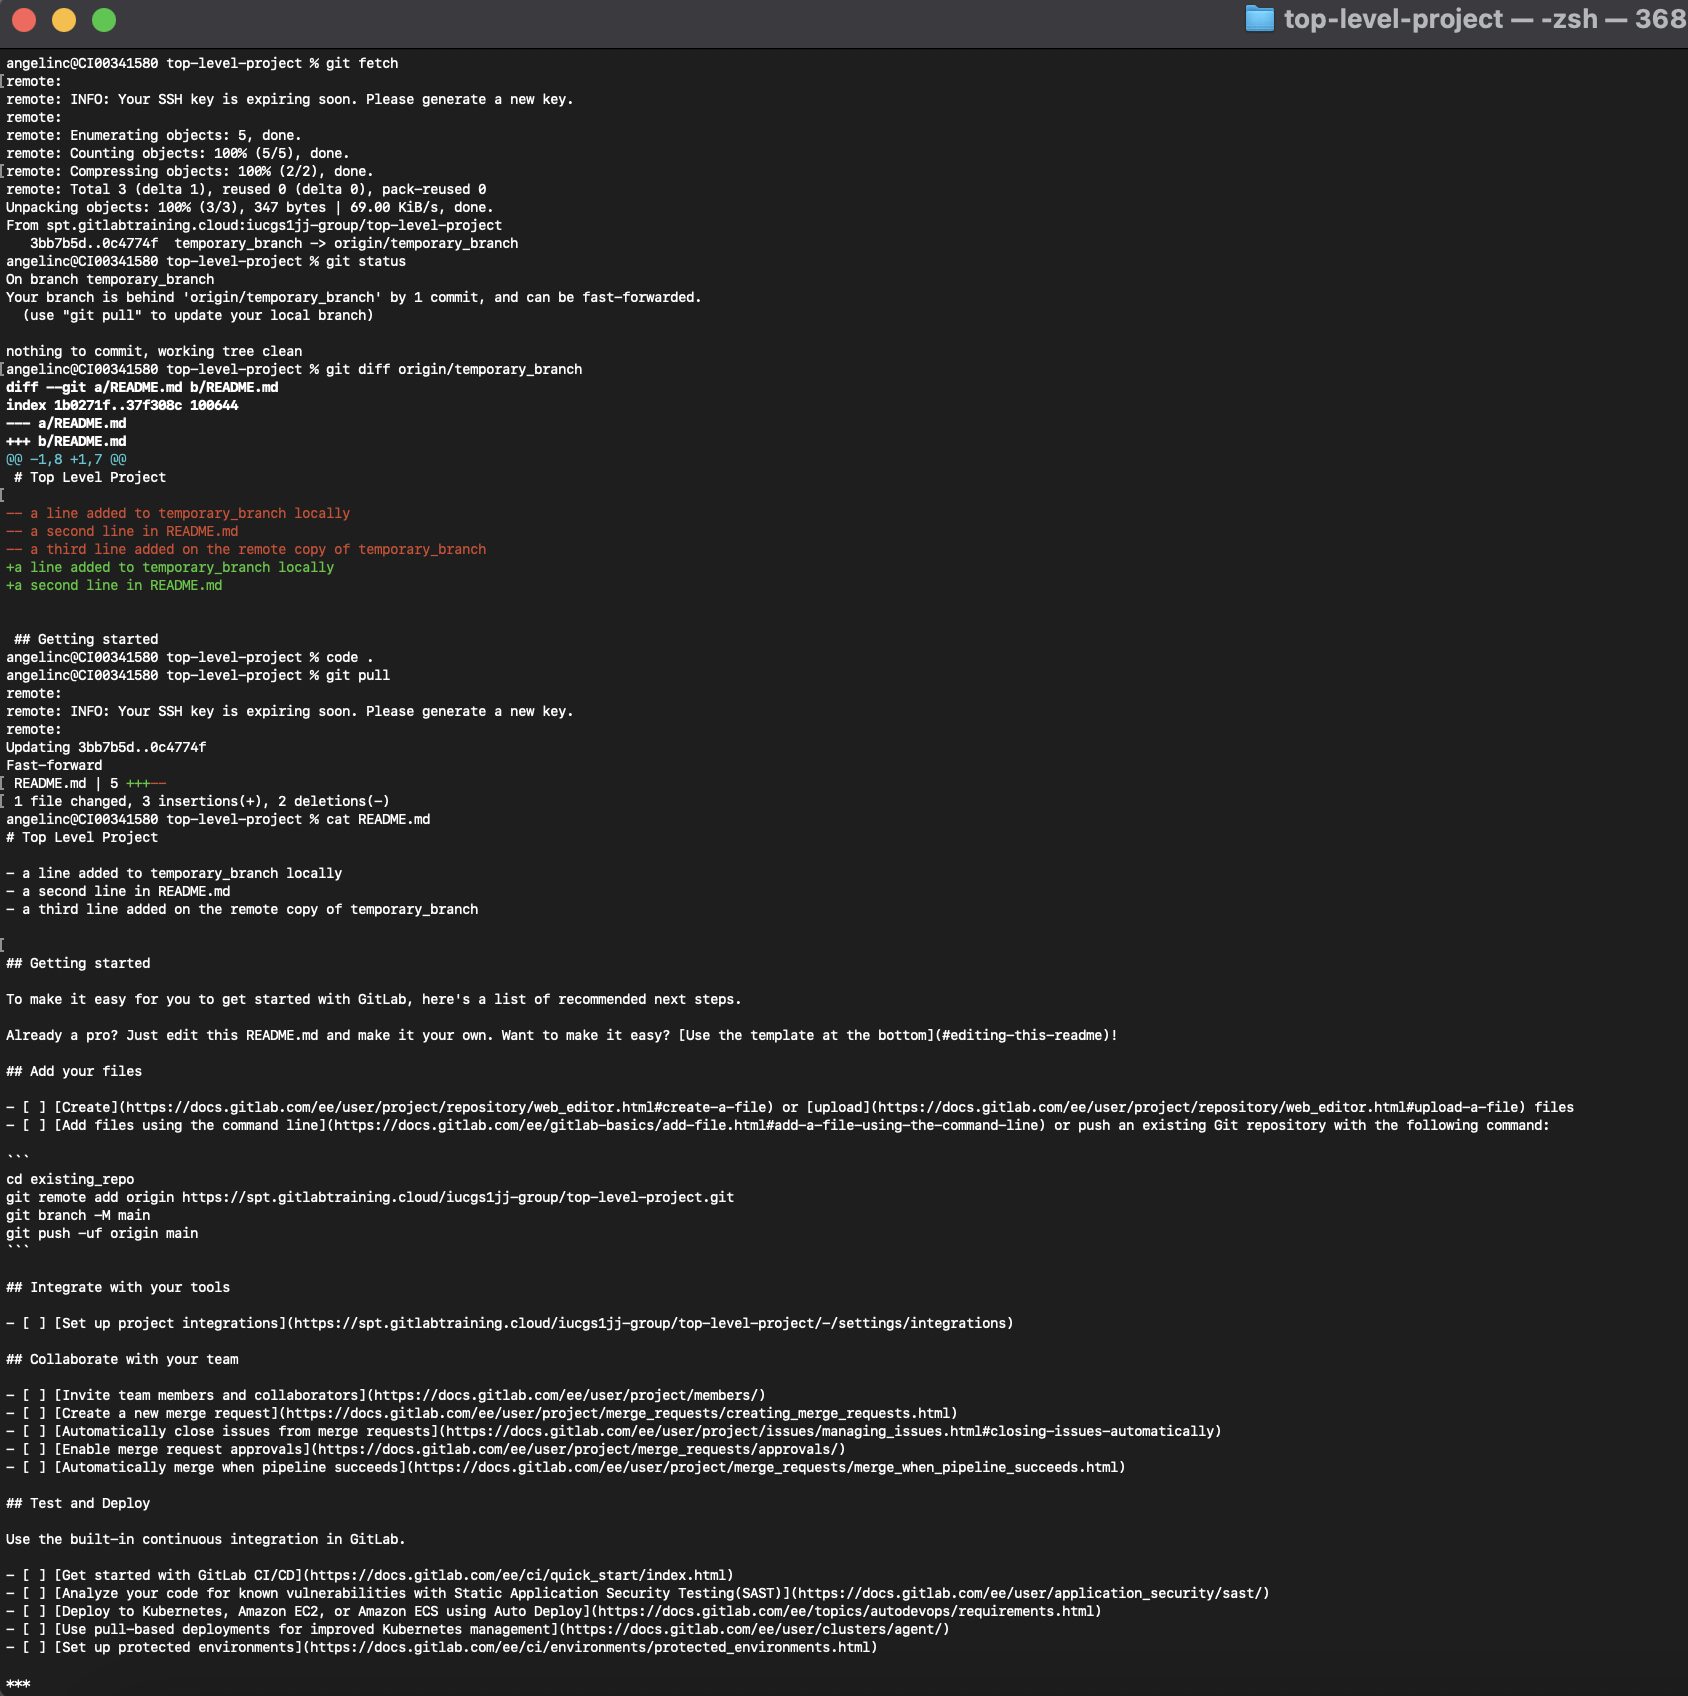 top-level-project — -zsh — 368
angelinc@CI00341580 top-level-project % git fetch
remote:
remote: INFO: Your SSH key is expiring soon. Please generate a new key.
remote:
remote: Enumerating objects: 5, done.
remote: Counting objects: 100% (5/5), done.
remote: Compressing objects: 100% (2/2), done.
remote: Total 3 (delta 1), reused 0 (delta 0), pack-reused 0
Unpacking objects: 100% (3/3), 347 bytes | 69.00 KiB/s, done.
From spt.gitlabtraining.cloud:iucgs1jj-group/top-level-project
   3bb7b5d..0c4774f  temporary_branch -> origin/temporary_branch
angelinc@CI00341580 top-level-project % git status
On branch temporary_branch
Your branch is behind 'origin/temporary_branch' by 1 commit, and can be fast-forwarded.
  (use "git pull" to update your local branch)
nothing to commit, working tree clean
angelinc@CI00341580 top-level-project % git diff origin/temporary_branch
diff --git a/README.md b/README.md
index 1b0271f..37f308c 100644
--- a/README.md
+++ b/README.md
@@ -1,8 +1,7 @@
 # Top Level Project
-- a line added to temporary_branch locally
-- a second line in README.md
-- a third line added on the remote copy of temporary_branch
+a line added to temporary_branch locally
+a second line in README.md
 ## Getting started
angelinc@CI00341580 top-level-project % code .
angelinc@CI00341580 top-level-project % git pull
remote:
remote: INFO: Your SSH key is expiring soon. Please generate a new key.
remote:
Updating 3bb7b5d..0c4774f
Fast-forward
 README.md | 5 +++--
 1 file changed, 3 insertions(+), 2 deletions(-)
angelinc@CI00341580 top-level-project % cat README.md
# Top Level Project
- a line added to temporary_branch locally
- a second line in README.md
- a third line added on the remote copy of temporary_branch
## Getting started
To make it easy for you to get started with GitLab, here's a list of recommended next steps.
Already a pro? Just edit this README.md and make it your own. Want to make it easy? [Use the template at the bottom](#editing-this-readme)!
## Add your files
- [ ] [Create](https://docs.gitlab.com/ee/user/project/repository/web_editor.html#create-a-file) or [upload](https://docs.gitlab.com/ee/user/project/repository/web_editor.html#upload-a-file) files
- [ ] [Add files using the command line](https://docs.gitlab.com/ee/gitlab-basics/add-file.html#add-a-file-using-the-command-line) or push an existing Git repository with the following command:
```
cd existing_repo
git remote add origin https://spt.gitlabtraining.cloud/iucgs1jj-group/top-level-project.git
git branch -M main
git push -uf origin main
```
## Integrate with your tools
- [ ] [Set up project integrations](https://spt.gitlabtraining.cloud/iucgs1jj-group/top-level-project/-/settings/integrations)
## Collaborate with your team
- [ ] [Invite team members and collaborators](https://docs.gitlab.com/ee/user/project/members/)
- [ ] [Create a new merge request](https://docs.gitlab.com/ee/user/project/merge_requests/creating_merge_requests.html)
- [ ] [Automatically close issues from merge requests](https://docs.gitlab.com/ee/user/project/issues/managing_issues.html#closing-issues-automatically)
- [ ] [Enable merge request approvals](https://docs.gitlab.com/ee/user/project/merge_requests/approvals/)
- [ ] [Automatically merge when pipeline succeeds](https://docs.gitlab.com/ee/user/project/merge_requests/merge_when_pipeline_succeeds.html)
## Test and Deploy
Use the built-in continuous integration in GitLab.
- [ ] [Get started with GitLab CI/CD](https://docs.gitlab.com/ee/ci/quick_start/index.html)
- [ ] [Analyze your code for known vulnerabilities with Static Application Security Testing(SAST)](https://docs.gitlab.com/ee/user/application_security/sast/)
- [ ] [Deploy to Kubernetes, Amazon EC2, or Amazon ECS using Auto Deploy](https://docs.gitlab.com/ee/topics/autodevops/requirements.html)
- [ ] [Use pull-based deployments for improved Kubernetes management](https://docs.gitlab.com/ee/user/clusters/agent/)
- [ ] [Set up protected environments](https://docs.gitlab.com/ee/ci/environments/protected_environments.html)
***